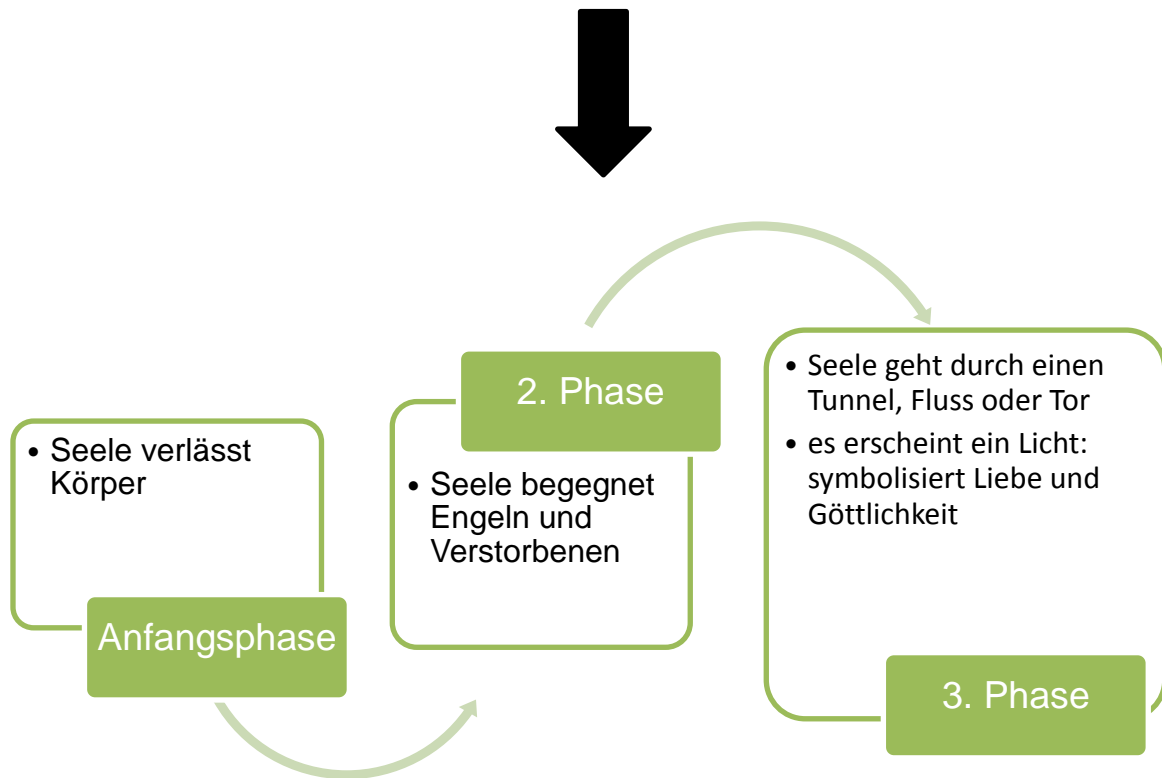 • Seele verlässt
Körper
Anfangsphase
2. Phase
• Seele begegnet
Engeln und
Verstorbenen
• Seele geht durch einen
Tunnel, Fluss oder Tor
• es erscheint ein Licht:
symbolisiert Liebe und
Göttlichkeit
3. Phase